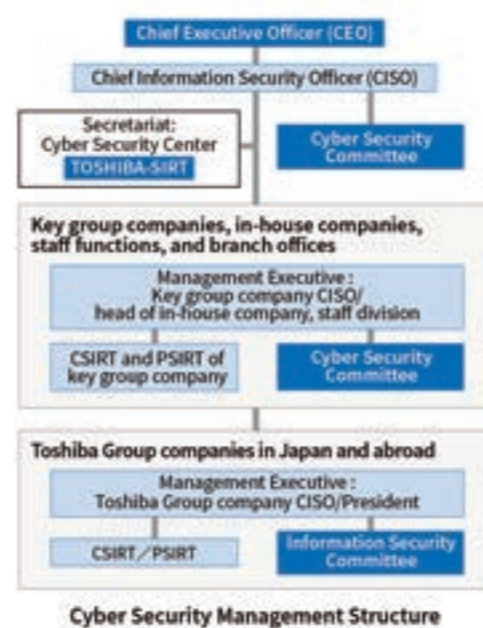 Chief Executive Officer (CEO)
Chief Information Security Officer (CISO)
Secretariat:
Cyber Security Center
TOSHIBA-SIRT
Cyber Security
Committee
Key group companies, in-house companies,
staff functions, and branch offices
Management Executive :
Key group company CISO/
head of in-house company, staff division
CSIRT and PSIRT of
key group company
Cyber Security
Committee
Toshiba Group companies in Japan and abroad
Management Executive :
Toshiba Group company CISO/President
CSIRT／PSIRT
Information Security
Committee
Cyber Security Management Structure